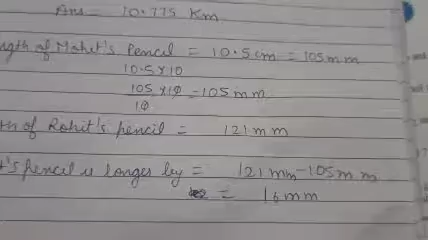 Ans - 10.775 Km
ngth of Mohit's Pencil = 10.5 cm = 105 mm
10.5 × 10
105 × 10 = 105 mm
10
th of Rohit's pencil = 121 mm
t's pencil is longer by = 121 mm - 105 m m
= 16 mm